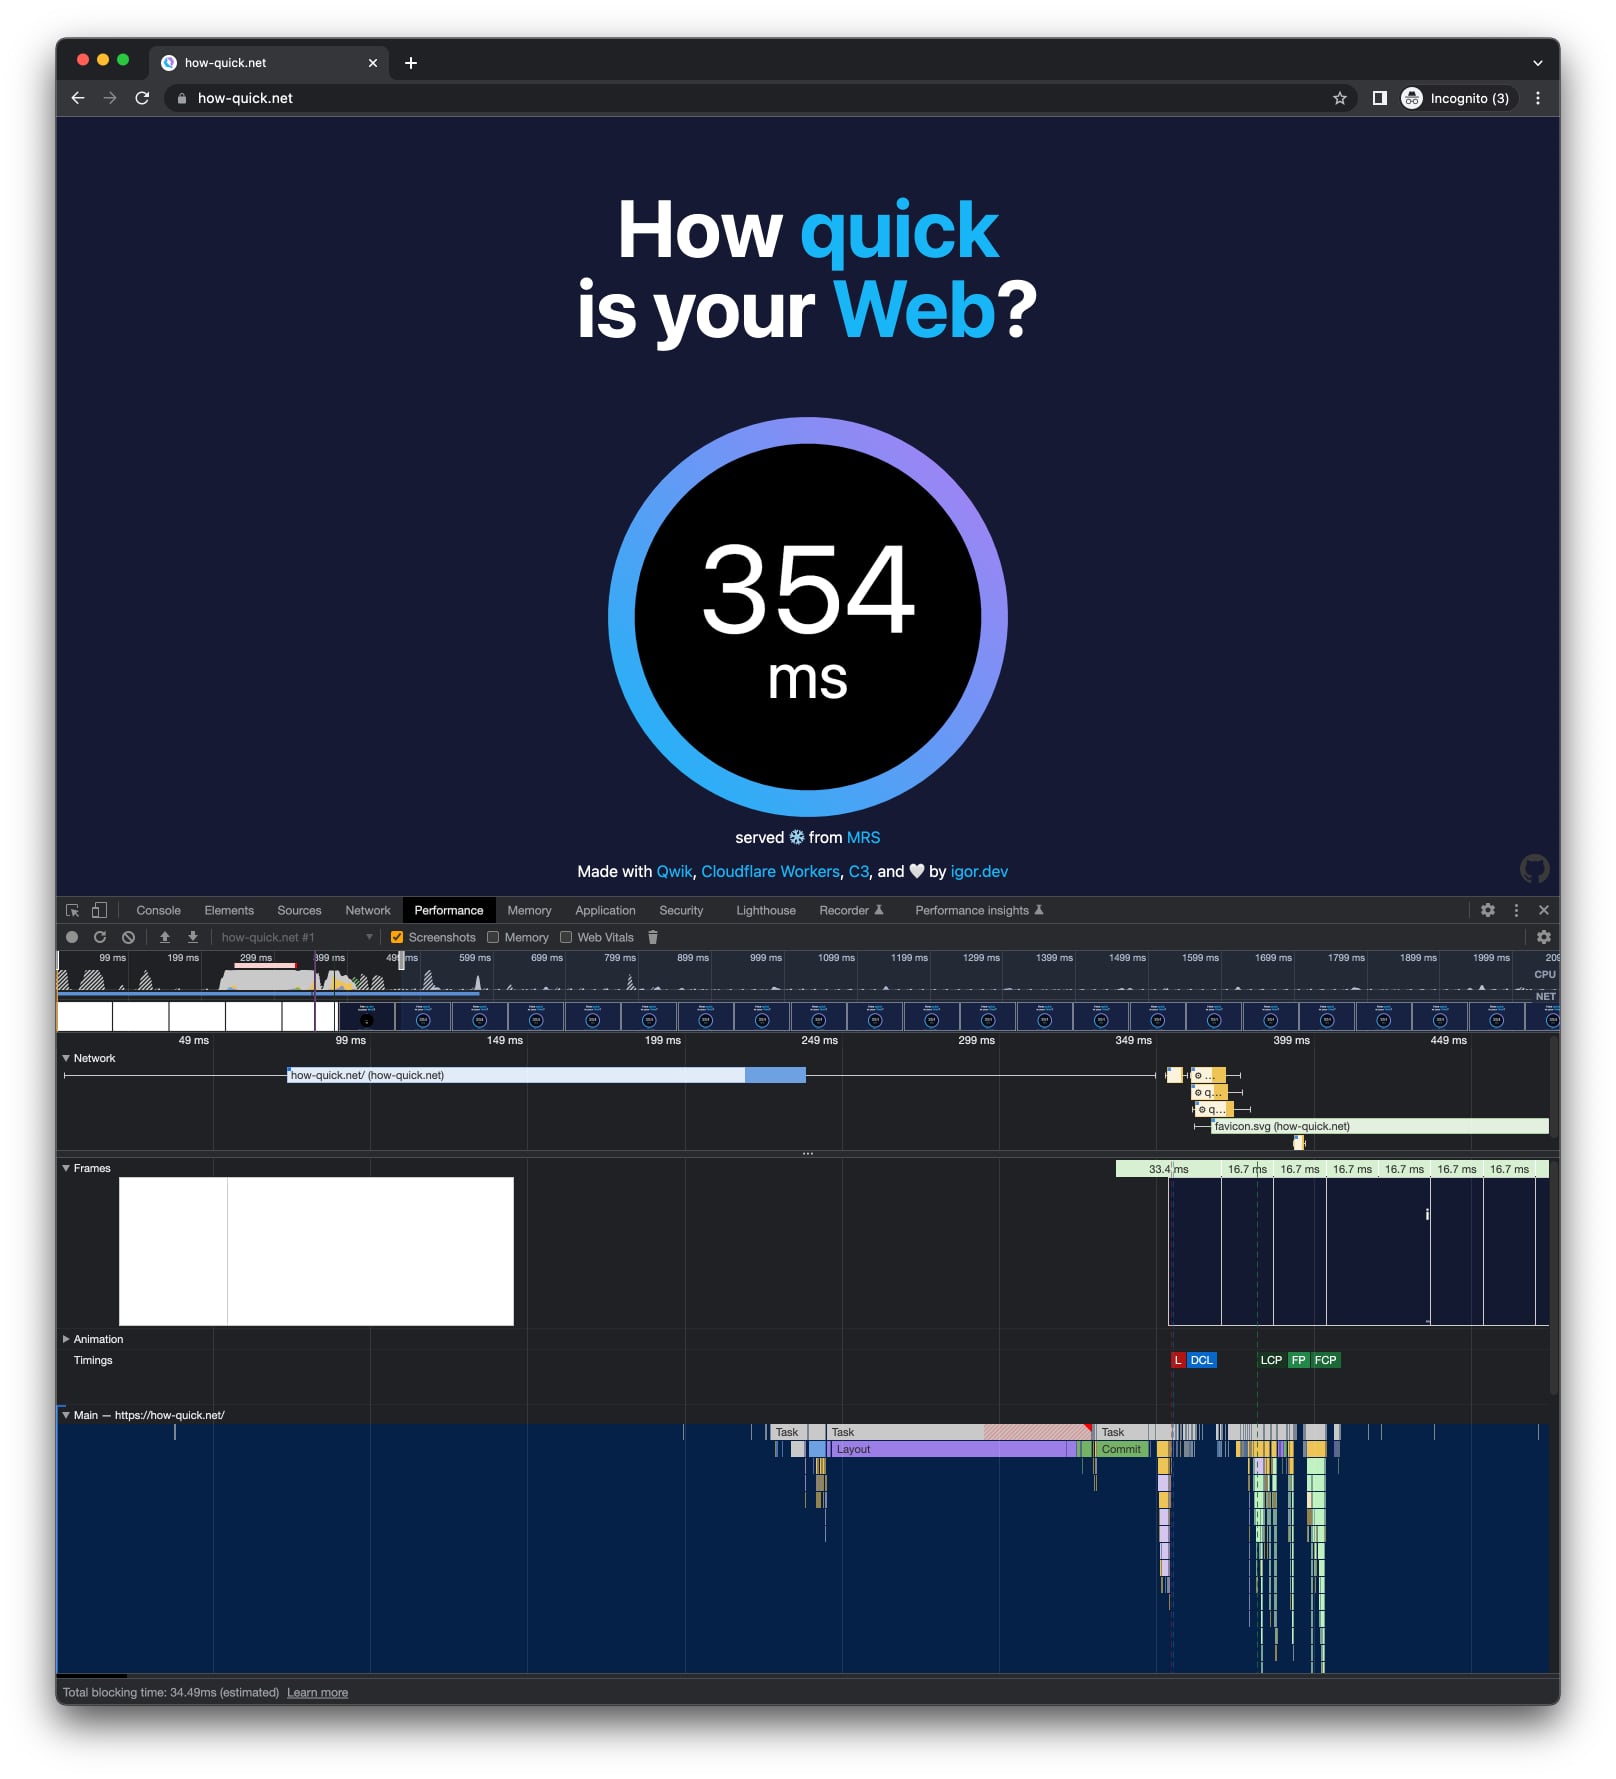 how-quick.net
how-quick.net
Incognito (3)
How quick
is your Web?
354
ms
served ❄️ from MRS
Made with Qwik, Cloudflare Workers, C3, and 🤍 by igor.dev
Console Elements Sources Network Performance Memory Application Security Lighthouse Recorder Performance insights
how-quick.net #1 Screenshots Memory Web Vitals
99 ms 199 ms 299 ms 399 ms 499 ms 599 ms 699 ms 799 ms 899 ms 999 ms 1099 ms 1199 ms 1299 ms 1399 ms 1499 ms 1599 ms 1699 ms 1799 ms 1899 ms 1999 ms 209
CPU
NET
49 ms 99 ms 149 ms 199 ms 249 ms 299 ms 349 ms 399 ms 449 ms
Network
how-quick.net/ (how-quick.net) ...
q...
q...
favicon.svg (how-quick.net)
Frames 33.4 ms 16.7 ms 16.7 ms 16.7 ms 16.7 ms 16.7 ms 16.7 ms
Animation
Timings L DCL LCP FP FCP
Main — https://how-quick.net/
Task Task Task
Layout Commit
Total blocking time: 34.49ms (estimated) Learn more